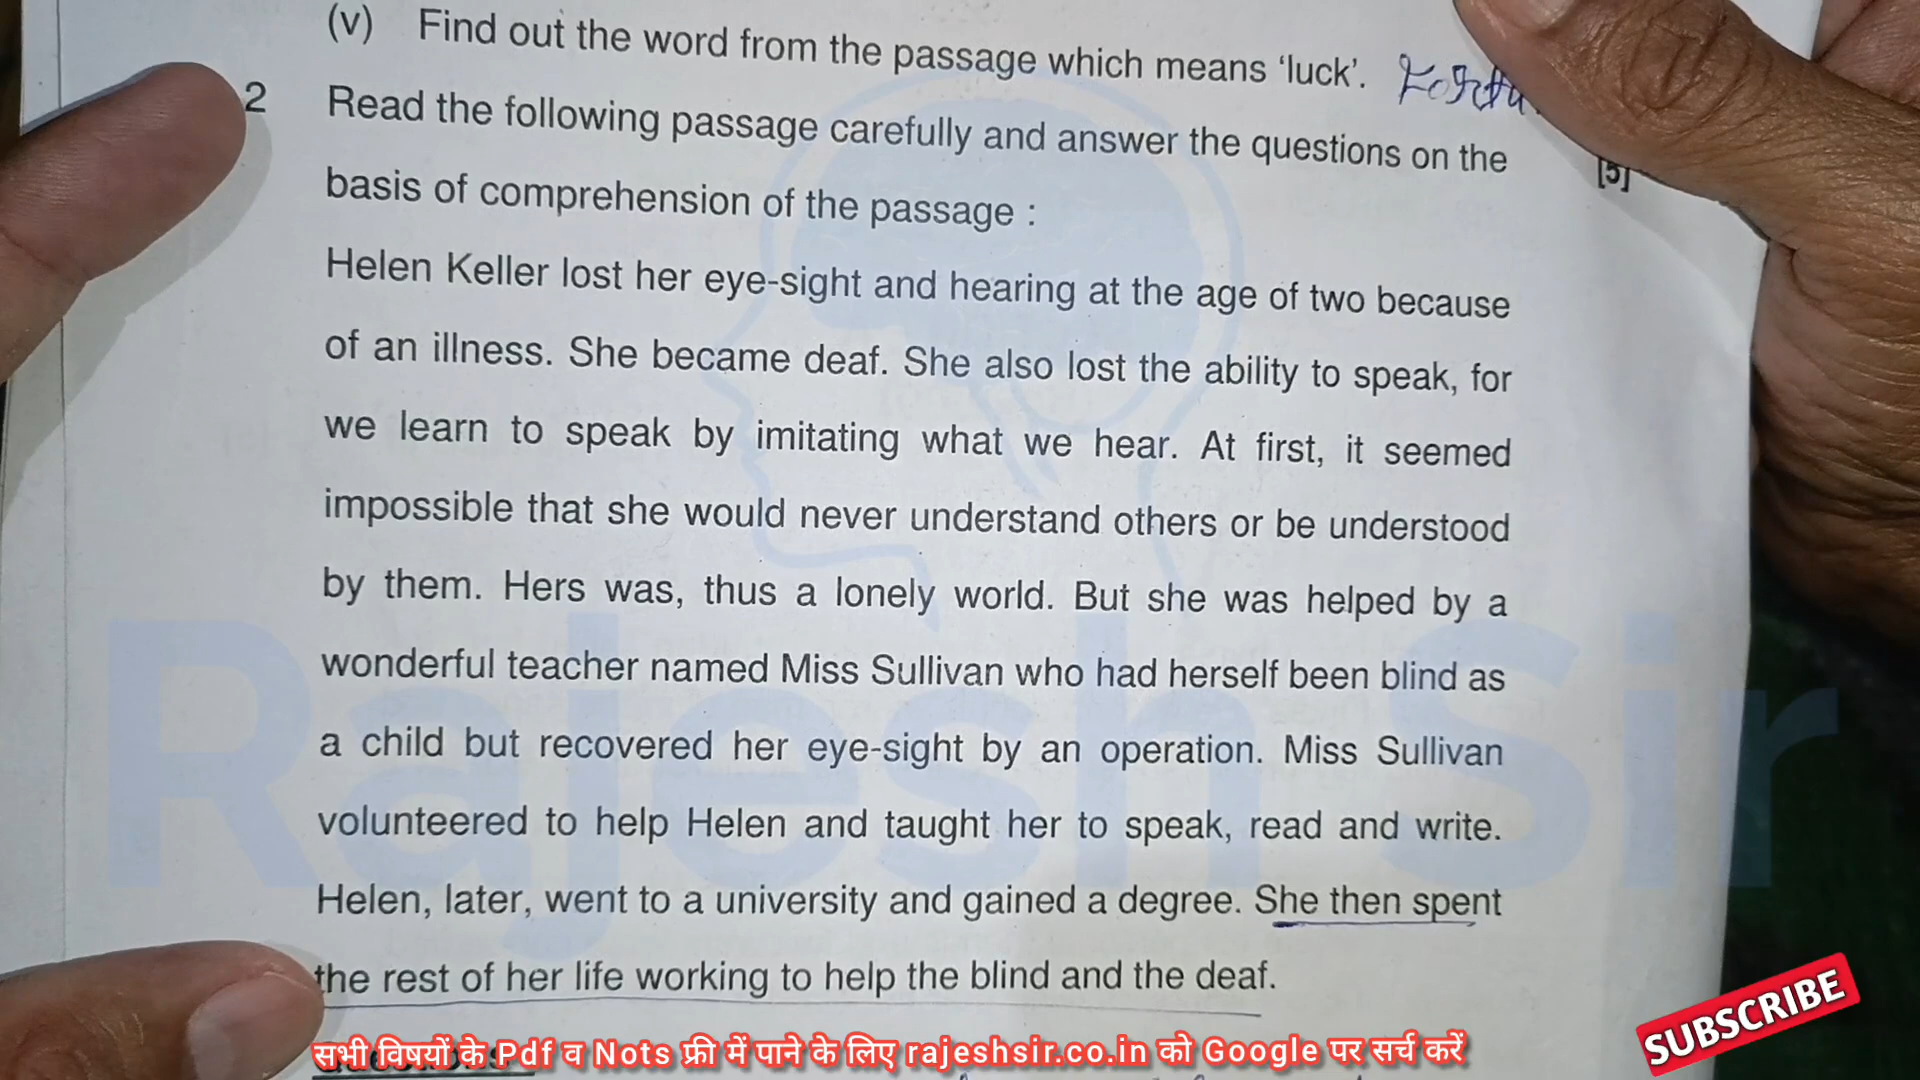 (v) Find out the word from the passage which means ‘luck’.
2 Read the following passage carefully and answer the questions on the
[5]
basis of comprehension of the passage :
Helen Keller lost her eye-sight and hearing at the age of two because
of an illness. She became deaf. She also lost the ability to speak, for
we learn to speak by imitating what we hear. At first, it seemed
impossible that she would never understand others or be understood
by them. Hers was, thus a lonely world. But she was helped by a
wonderful teacher named Miss Sullivan who had herself been blind as
a child but recovered her eye-sight by an operation. Miss Sullivan
volunteered to help Helen and taught her to speak, read and write.
Helen, later, went to a university and gained a degree. She then spent
the rest of her life working to help the blind and the deaf.
सभी विषयों के Pdf व Nots फ्री में पाने के लिए rajeshsir.co.in को Google पर सर्च करें
SUBSCRIBE
Rajesh Sir